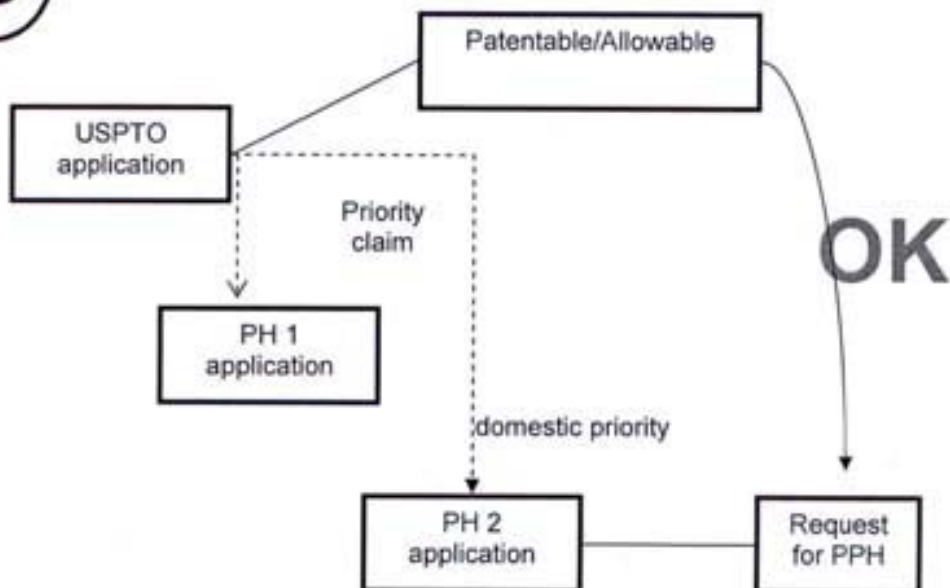 Patentable/Allowable
USPTO
application
Priority
claim
OK
PH 1
application
domestic priority
PH 2
application
Request
for PPH